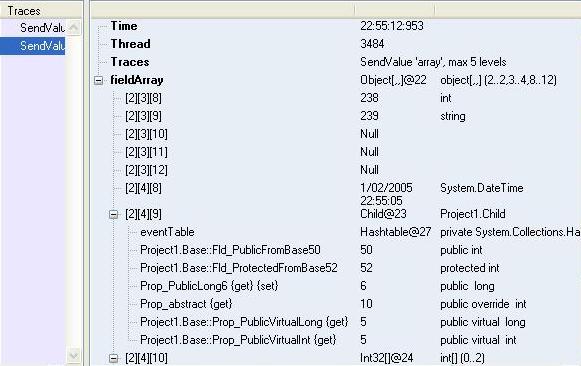 Traces
SendValu
SendValu
Time 22:55:12:953
Thread 3484
Traces SendValue 'array', max 5 levels
fieldArray Object[,,]@22 object[,,] (2..2,3..4,8..12)
[2][3][8] 238 int
[2][3][9] 239 string
[2][3][10] Null
[2][3][11] Null
[2][3][12] Null
[2][4][8] 1/02/2005 System.DateTime
22:55:05
[2][4][9] Child@23 Project1.Child
eventTable Hashtable@27 private System.Collections.Ha
Project1.Base::Fld_PublicFromBase50 50 public int
Project1.Base::Fld_ProtectedFromBase52 52 protected int
Prop_PublicLong6 {get} {set} 6 public long
Prop_abstract {get} 10 public override int
Project1.Base::Prop_PublicVirtualLong {get} 5 public virtual long
Project1.Base::Prop_PublicVirtualInt {get} 5 public virtual int
[2][4][10] Int32[]@24 int[] (0..2)